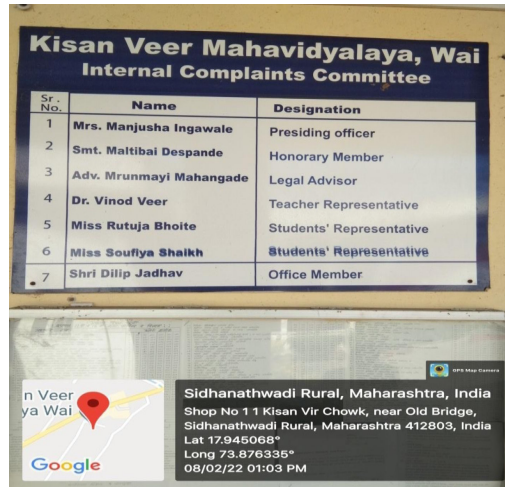 Kisan Veer Mahavidyalaya, Wai
Internal Complaints Committee
Sr. No. Name Designation
1 Mrs. Manjusha Ingawale Presiding officer
2 Smt. Maltibai Despande Honorary Member
3 Adv. Mrunmayi Mahangade Legal Advisor
4 Dr. Vinod Veer Teacher Representative
5 Miss Rutuja Bhoite Students' Representative
6 Miss Soufiya Shaikh Students' Representative
7 Shri Dilip Jadhav Office Member
GPS Map Camera
n Veer
ya Wai
Google
Sidhanathwadi Rural, Maharashtra, India
Shop No 1 1 Kisan Vir Chowk, near Old Bridge,
Sidhanathwadi Rural, Maharashtra 412803, India
Lat 17.945068°
Long 73.876335°
08/02/22 01:03 PM